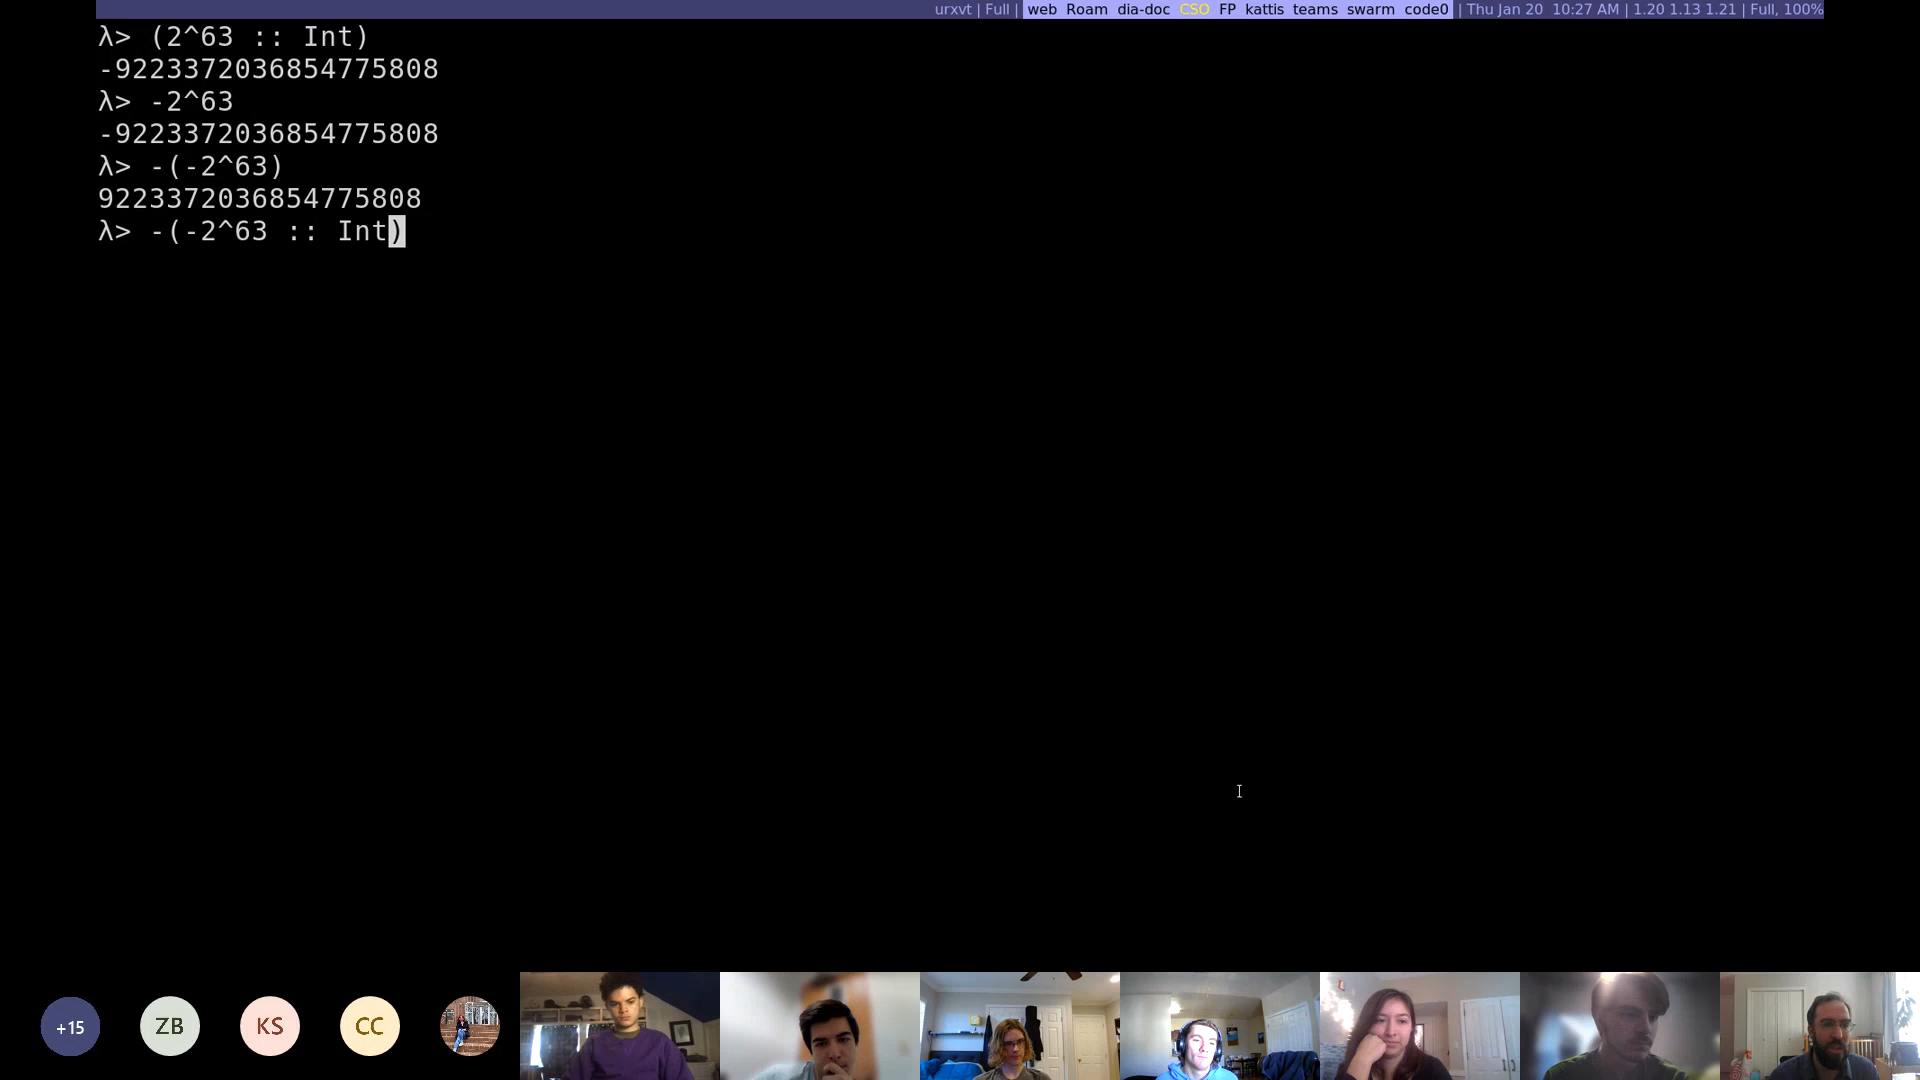 urxvt | Full | web Roam dia-doc CSO FP kattis teams swarm code0 | Thu Jan 20 10:27 AM | 1.20 1.13 1.21 | Full, 100%
λ> (2^63 :: Int)
-9223372036854775808
λ> -2^63
-9223372036854775808
λ> -(-2^63)
9223372036854775808
λ> -(-2^63 :: Int)
+15 ZB KS CC